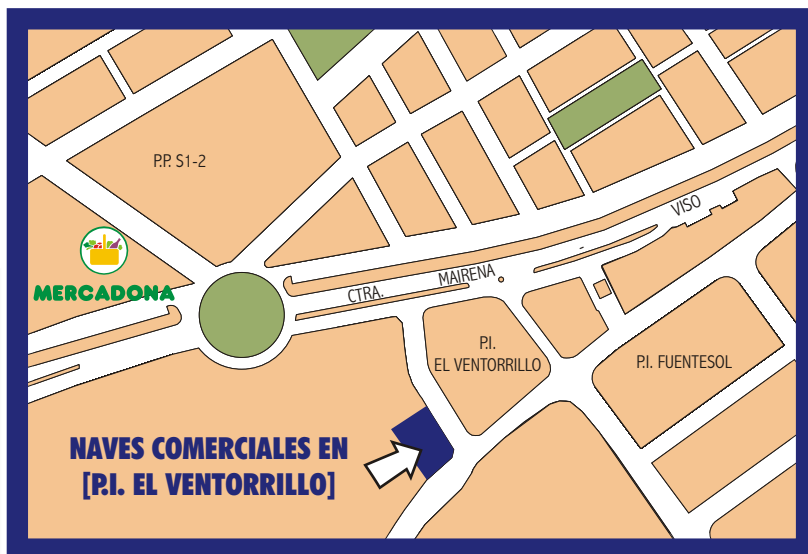 P.P. S1-2
VISO
MERCADONA
CTRA.
MAIRENA
P.I.
EL VENTORRILLO
P.I. FUENTESOL
NAVES COMERCIALES EN
[P.I. EL VENTORRILLO]